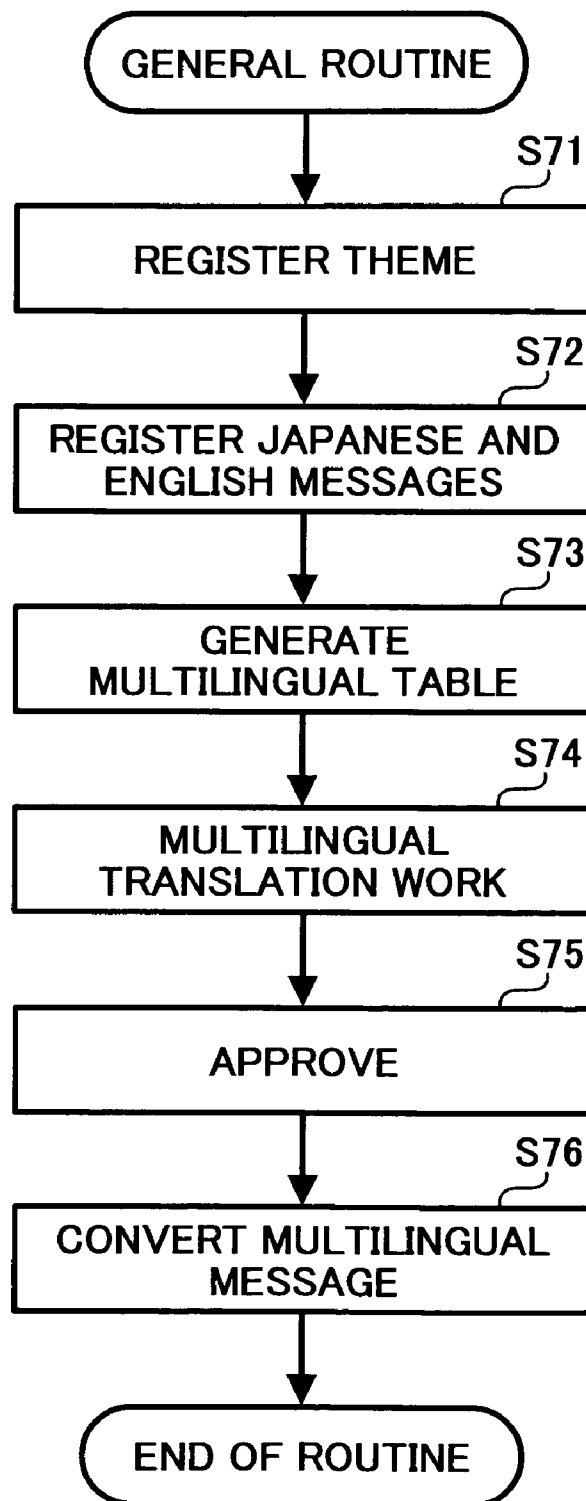 GENERAL ROUTINE
S71
REGISTER THEME
S72
REGISTER JAPANESE AND
ENGLISH MESSAGES
S73
GENERATE
MULTILINGUAL TABLE
S74
MULTILINGUAL
TRANSLATION WORK
S75
APPROVE
S76
CONVERT MULTILINGUAL
MESSAGE
END OF ROUTINE